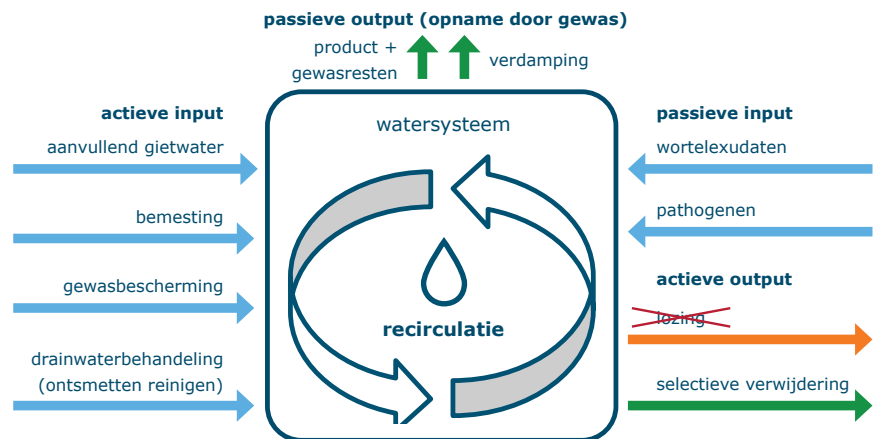 passieve output (opname door gewas)
product +
gewasresten
verdamping
actieve input
aanvullend gietwater
bemesting
gewasbescherming
drainwaterbehandeling
(ontsmetten reinigen)
watersysteem
recirculatie
passieve input
wortelexudaten
pathogenen
actieve output
lozing
selectieve verwijdering